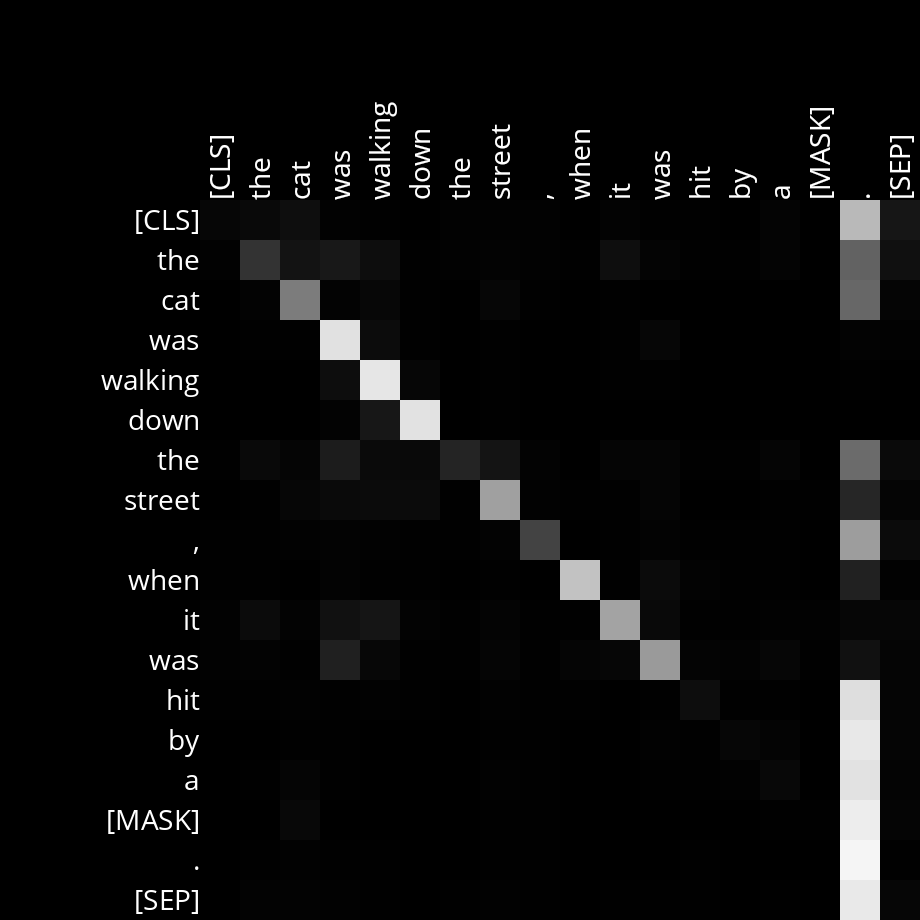 [CLS] the cat was walking down the street , when it was hit by a [MASK] . [SEP]
[CLS]
the
cat
was
walking
down
the
street
,
when
it
was
hit
by
a
[MASK]
.
[SEP]